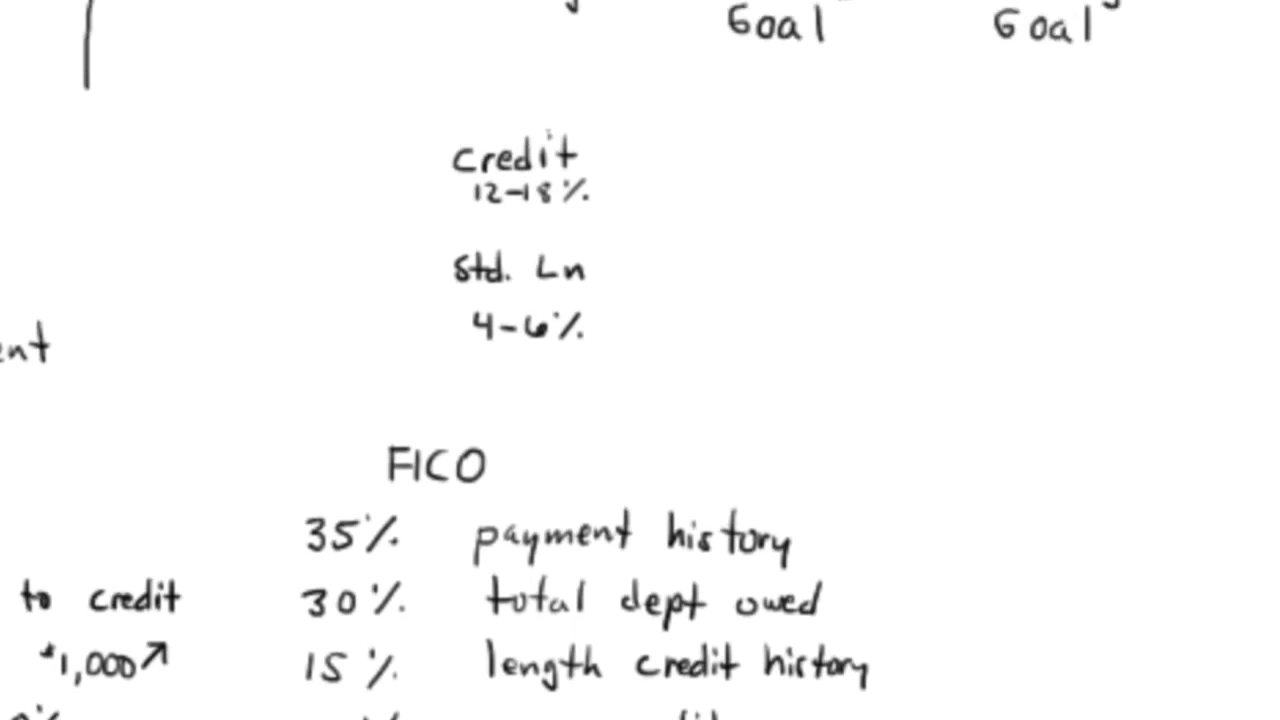 Goal Goal
credit
12-18%
Std. Ln
4-6%
FICO
35% payment history
to credit 30% total dept owed
$1,000↗ 15% length credit history